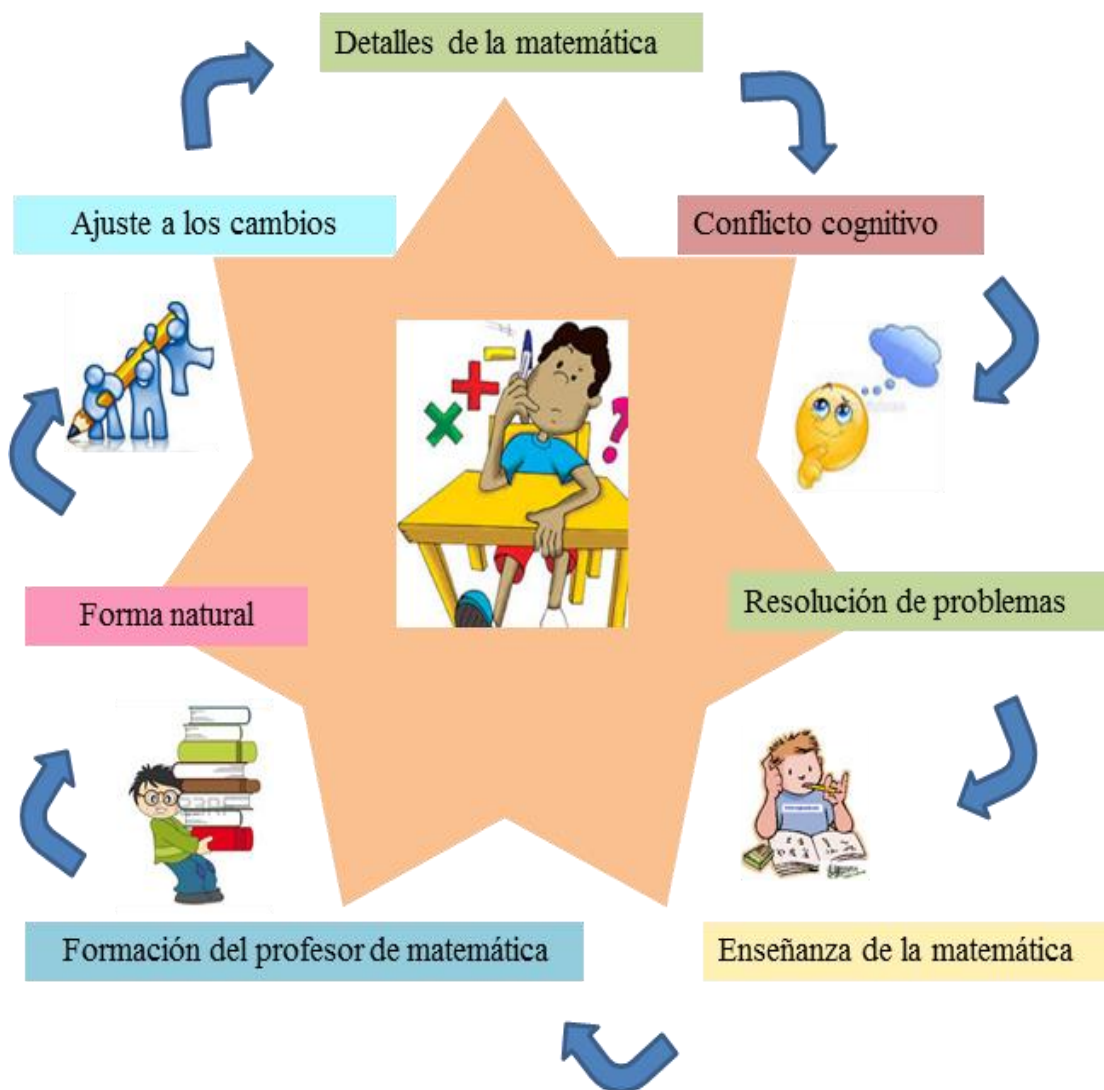 Detalles de la matemática
Conflicto cognitivo
Resolución de problemas
Enseñanza de la matemática
Formación del profesor de matemática
Forma natural
Ajuste a los cambios